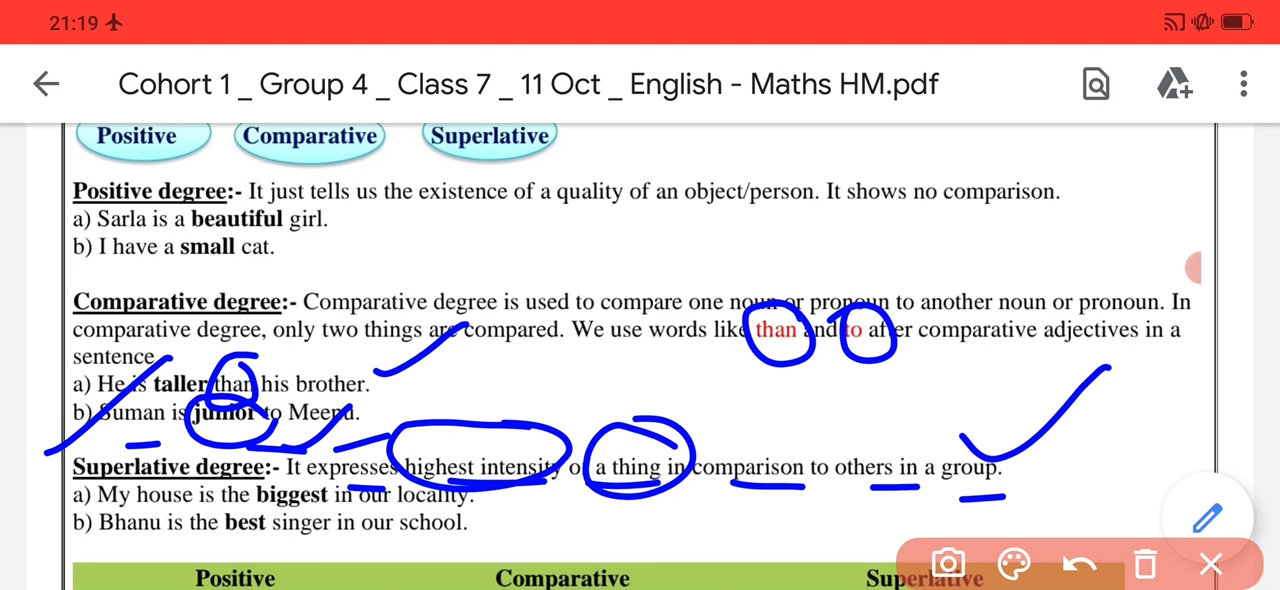 21:19
Cohort 1 _ Group 4 _ Class 7 _ 11 Oct _ English - Maths HM.pdf
Positive Comparative Superlative
Positive degree:- It just tells us the existence of a quality of an object/person. It shows no comparison.
a) Sarla is a beautiful girl.
b) I have a small cat.
Comparative degree:- Comparative degree is used to compare one noun or pronoun to another noun or pronoun. In
comparative degree, only two things are compared. We use words like than and to after comparative adjectives in a
sentence.
a) He is taller than his brother.
b) Suman is junior to Meena.
Superlative degree:- It expresses highest intensity of a thing in comparison to others in a group.
a) My house is the biggest in our locality.
b) Bhanu is the best singer in our school.
Positive Comparative Superlative